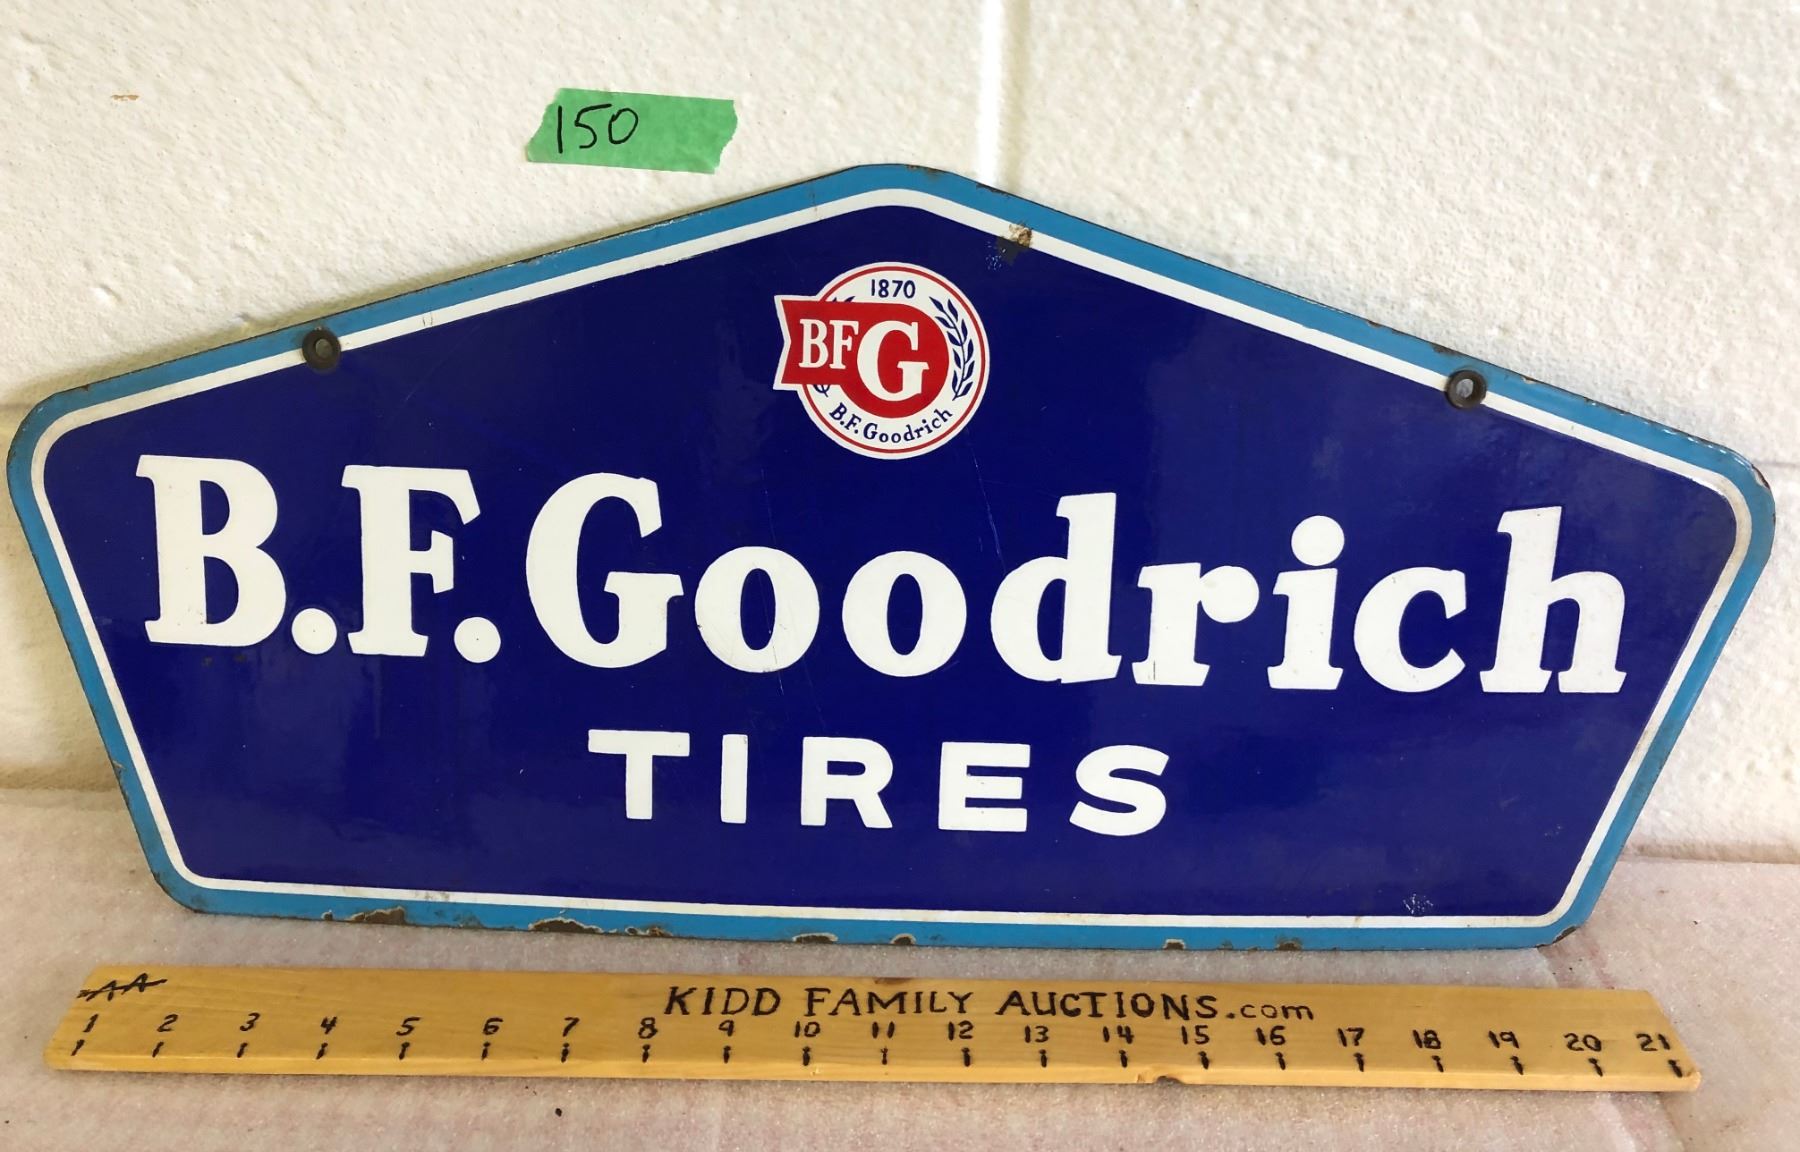 150
1870
BFG
B.F.Goodrich
B.F.Goodrich
TIRES
AA
KIDD FAMILY AUCTIONS.com
1 2 3 4 5 6 7 8 9 10 11 12 13 14 15 16 17 18 19 20 21